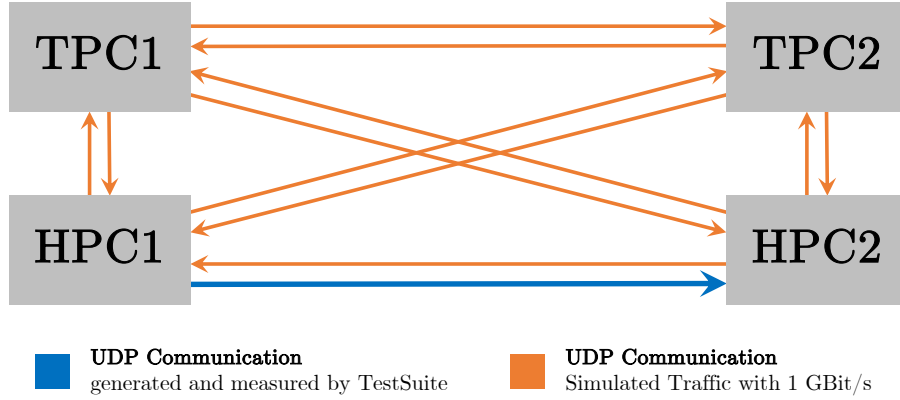 TPC1
TPC2
HPC1
HPC2
UDP Communication
generated and measured by TestSuite
UDP Communication
Simulated Traffic with 1 GBit/s